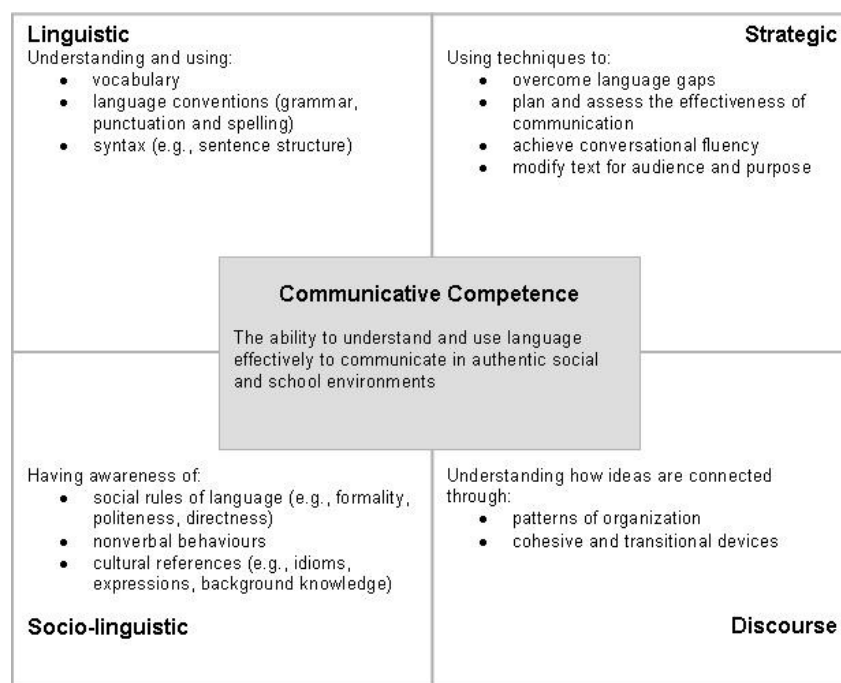 Linguistic
Understanding and using:
• vocabulary
• language conventions (grammar,
punctuation and spelling)
• syntax (e.g., sentence structure)
Strategic
Using techniques to:
• overcome language gaps
• plan and assess the effectiveness of
communication
• achieve conversational fluency
• modify text for audience and purpose
Communicative Competence
The ability to understand and use language
effectively to communicate in authentic social
and school environments
Having awareness of:
• social rules of language (e.g., formality,
politeness, directness)
• nonverbal behaviours
• cultural references (e.g., idioms,
expressions, background knowledge)
Socio-linguistic
Understanding how ideas are connected
through:
• patterns of organization
• cohesive and transitional devices
Discourse